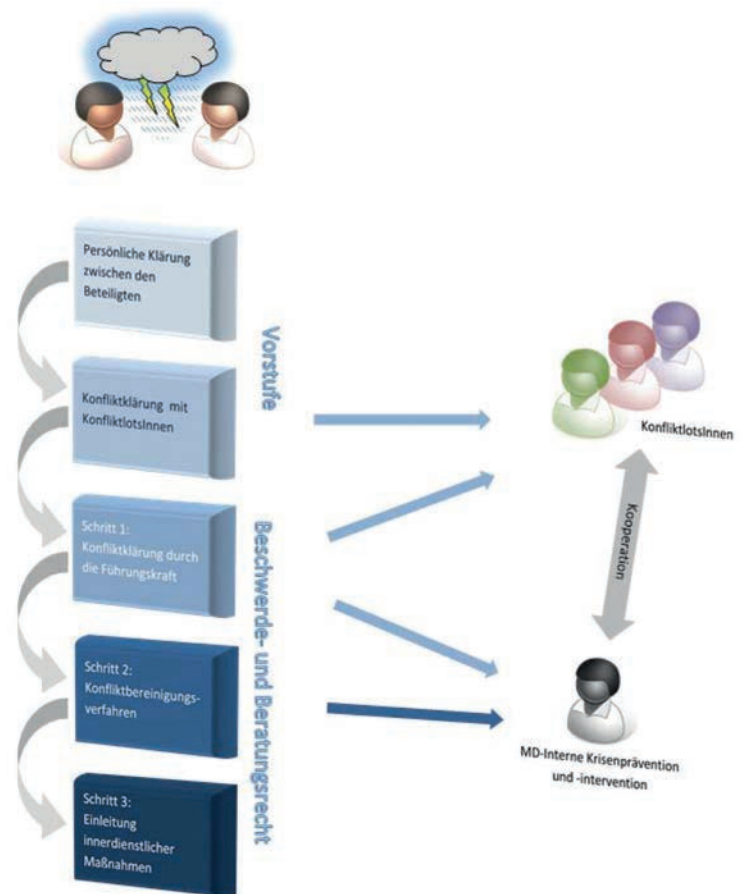 Persönliche Klärung
zwischen den
Beteiligten
Vorstufe
Konfliktklärung mit
KonfliktlotsInnen
KonfliktlotsInnen
Schritt 1:
Konfliktklärung durch
die Führungskraft
Beschwerde- und Beratungsrecht
Kooperation
Schritt 2:
Konfliktbereinigungs-
verfahren
MD-Interne Krisenprävention
und -intervention
Schritt 3:
Einleitung
innerdienstlicher
Maßnahmen